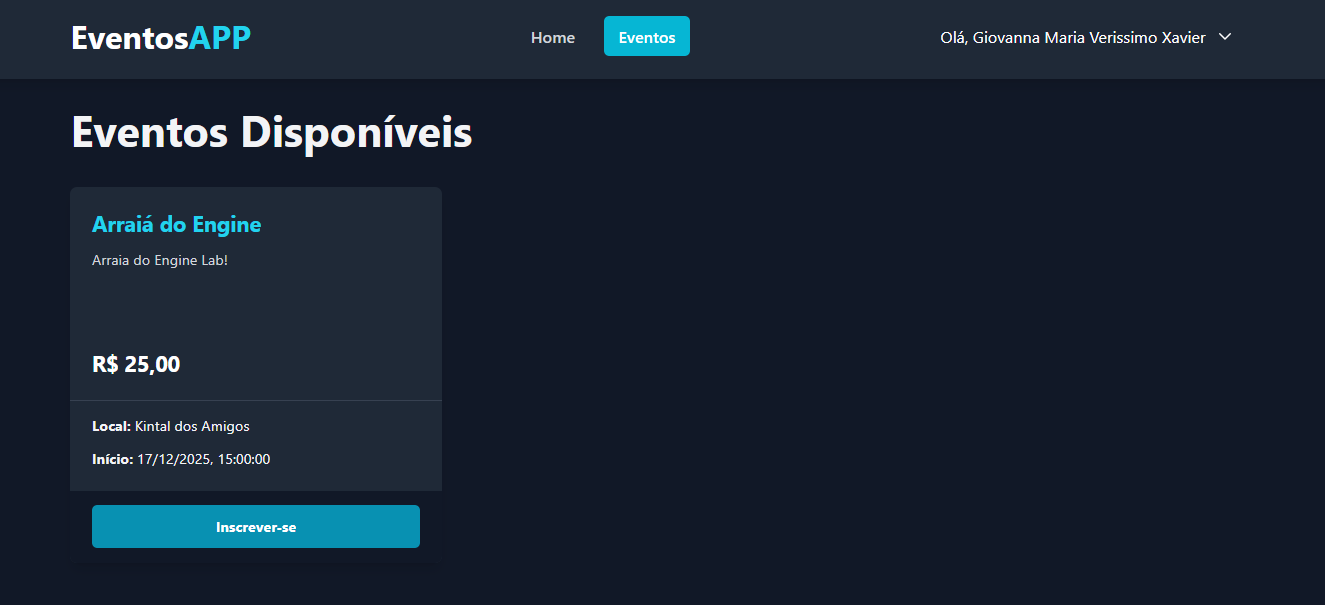 EventosAPP
Home
Eventos
Olá, Giovanna Maria Verissimo Xavier
Eventos Disponíveis
Arraiá do Engine
Arraia do Engine Lab!
R$ 25,00
Local: Kintal dos Amigos
Início: 17/12/2025, 15:00:00
Inscrever-se